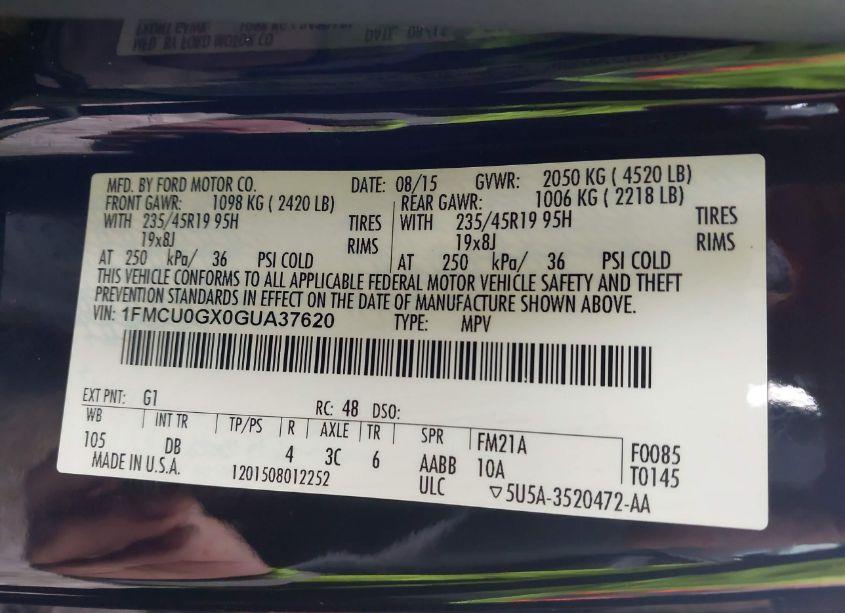 MFD. BY FORD MOTOR CO. DATE: 08/15 GVWR: 2050 KG ( 4520 LB)
FRONT GAWR: 1098 KG ( 2420 LB) REAR GAWR: 1006 KG ( 2218 LB)
WITH 235/45R19 95H TIRES WITH 235/45R19 95H TIRES
19x8J RIMS 19x8J RIMS
AT 250 kPa/ 36 PSI COLD AT 250 kPa/ 36 PSI COLD
THIS VEHICLE CONFORMS TO ALL APPLICABLE FEDERAL MOTOR VEHICLE SAFETY AND THEFT
PREVENTION STANDARDS IN EFFECT ON THE DATE OF MANUFACTURE SHOWN ABOVE.
VIN: 1FMCU0GX0GUA37620 TYPE: MPV
EXT PNT: G1 RC: 48 DSO:
WB INT TR TP/PS R AXLE TR SPR FM21A F0085
105 DB 4 3C 6 AABB 10A T0145
MADE IN U.S.A. 1201508012252 ULC ▽5U5A-3520472-AA